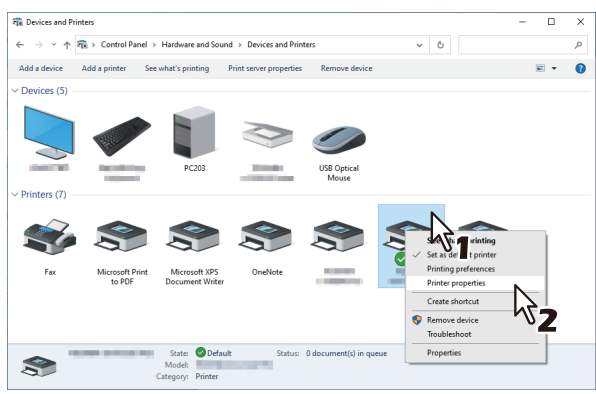 Devices and Printers
Control Panel > Hardware and Sound > Devices and Printers
Add a device Add a printer See what's printing Print server properties Remove device
Devices (5)
PC203
USB Optical
Mouse
Printers (7)
Fax
Microsoft Print
to PDF
Microsoft XPS
Document Writer
OneNote
printing
Set as default printer
Printing preferences
Printer properties
Create shortcut
Remove device
Troubleshoot
Properties
1
2
State: Default Status: 0 document(s) in queue
Model:
Category: Printer